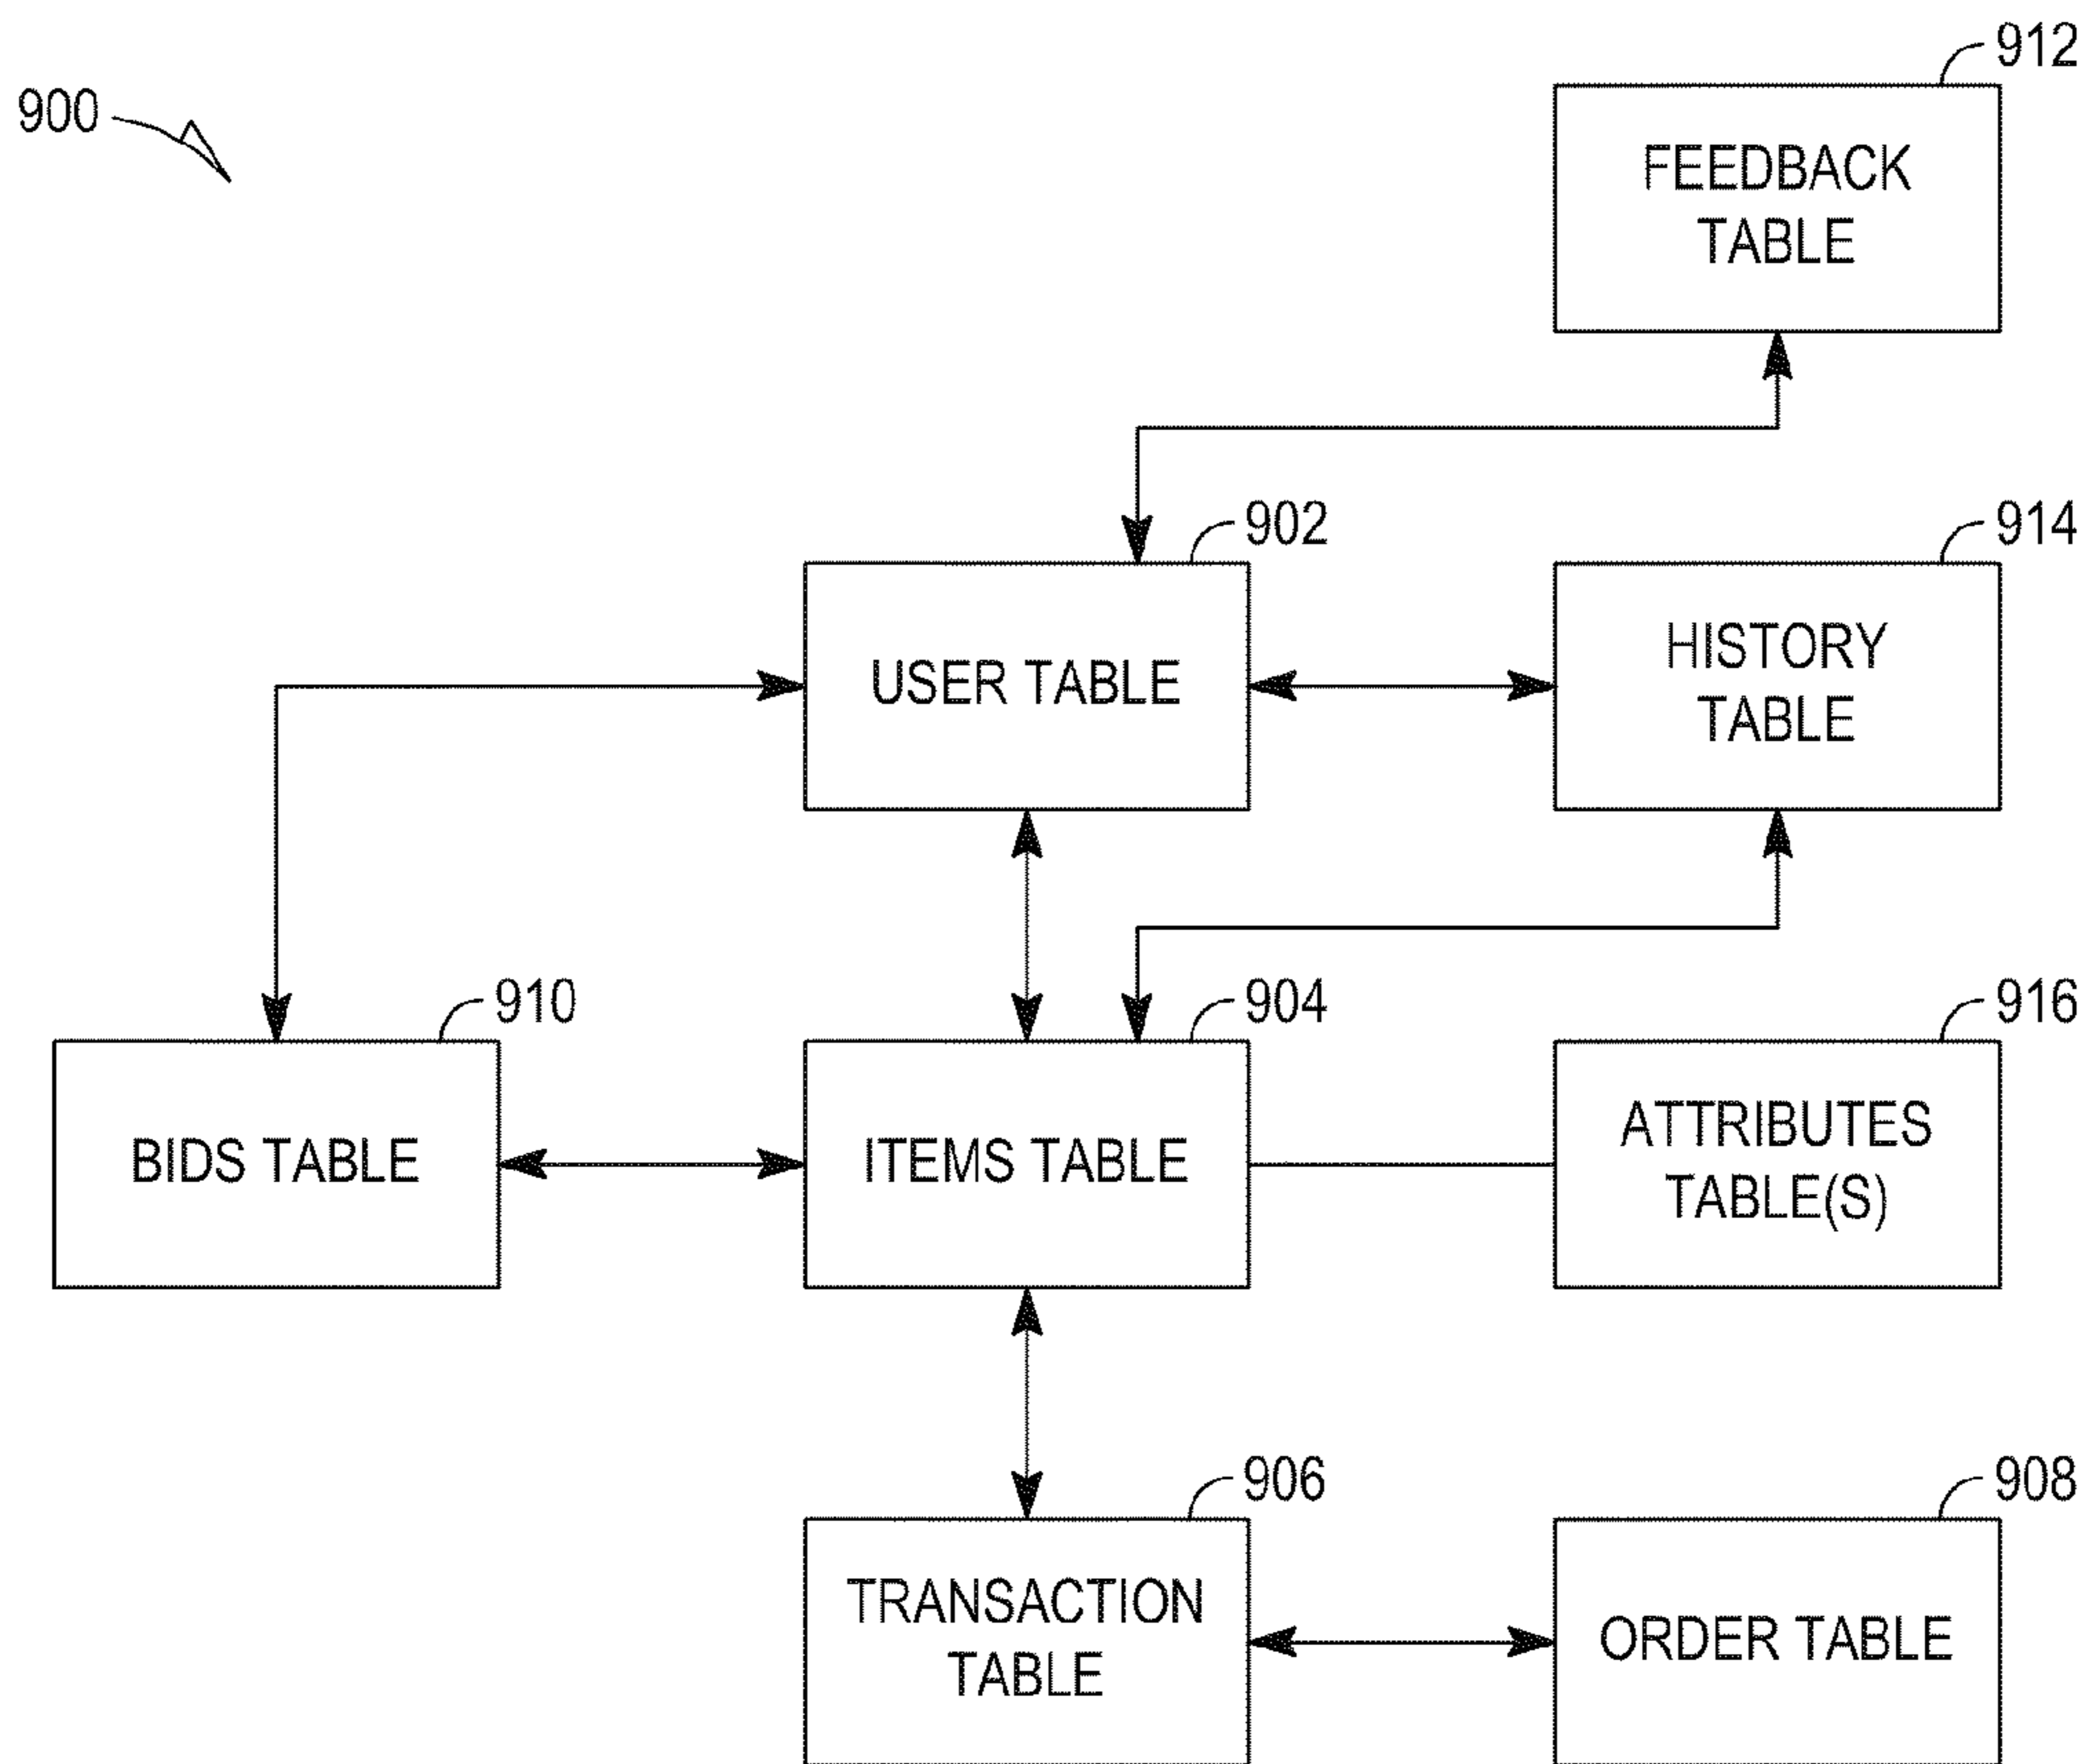 912
900
FEEDBACK
TABLE
902
914
USER TABLE
HISTORY
TABLE
910
904
916
BIDS TABLE
ITEMS TABLE
ATTRIBUTES
TABLE(S)
906
908
TRANSACTION
TABLE
ORDER TABLE